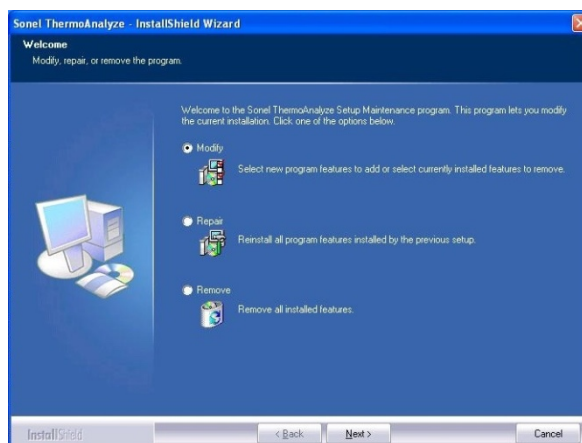 Sonel ThermoAnalyze - InstallShield Wizard
Welcome
Modify, repair, or remove the program.
Welcome to the Sonel ThermoAnalyze Setup Maintenance program. This program lets you modify
the current installation. Click one of the options below.
Modify
Select new program features to add or select currently installed features to remove.
Repair
Reinstall all program features installed by the previous setup.
Remove
Remove all installed features.
InstallShield
< Back
Next >
Cancel